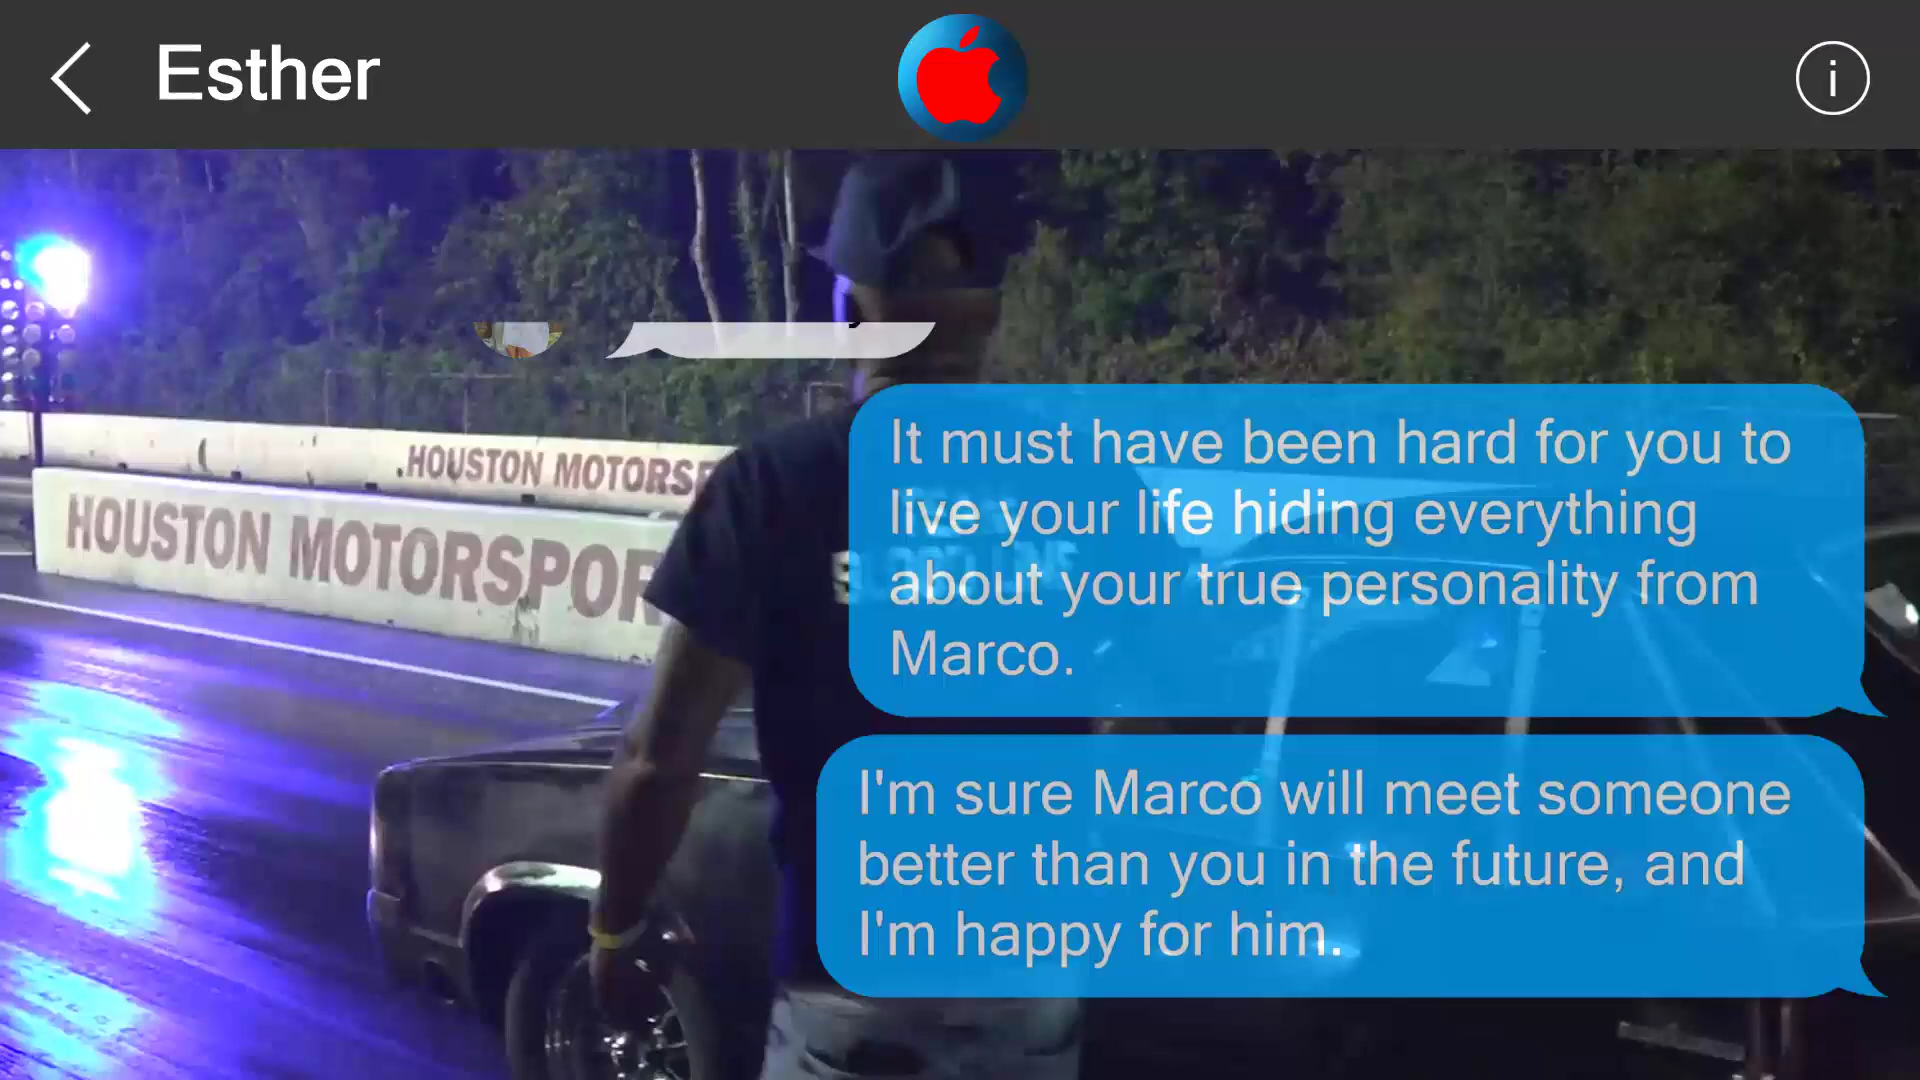 Esther
i
HOUSTON MOTORS
HOUSTON MOTORSPOR
It must have been hard for you to
live your life hiding everything
about your true personality from
Marco.
I'm sure Marco will meet someone
better than you in the future, and
I'm happy for him.